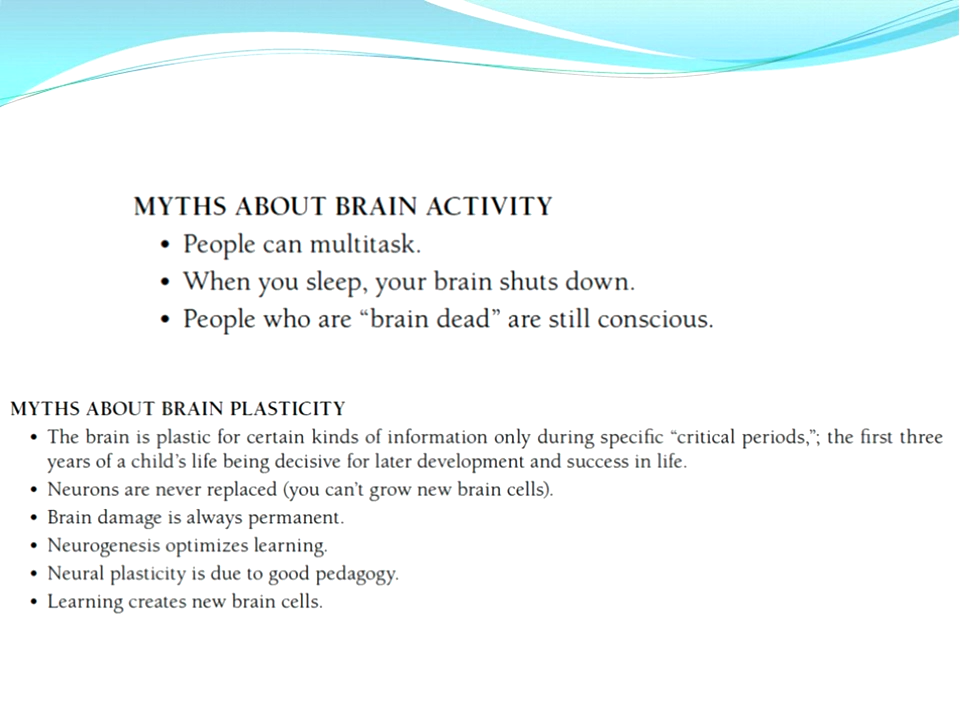 MYTHS ABOUT BRAIN ACTIVITY
• People can multitask.
• When you sleep, your brain shuts down.
• People who are “brain dead” are still conscious.
MYTHS ABOUT BRAIN PLASTICITY
• The brain is plastic for certain kinds of information only during specific “critical periods,”; the first three
years of a child’s life being decisive for later development and success in life.
• Neurons are never replaced (you can’t grow new brain cells).
• Brain damage is always permanent.
• Neurogenesis optimizes learning.
• Neural plasticity is due to good pedagogy.
• Learning creates new brain cells.